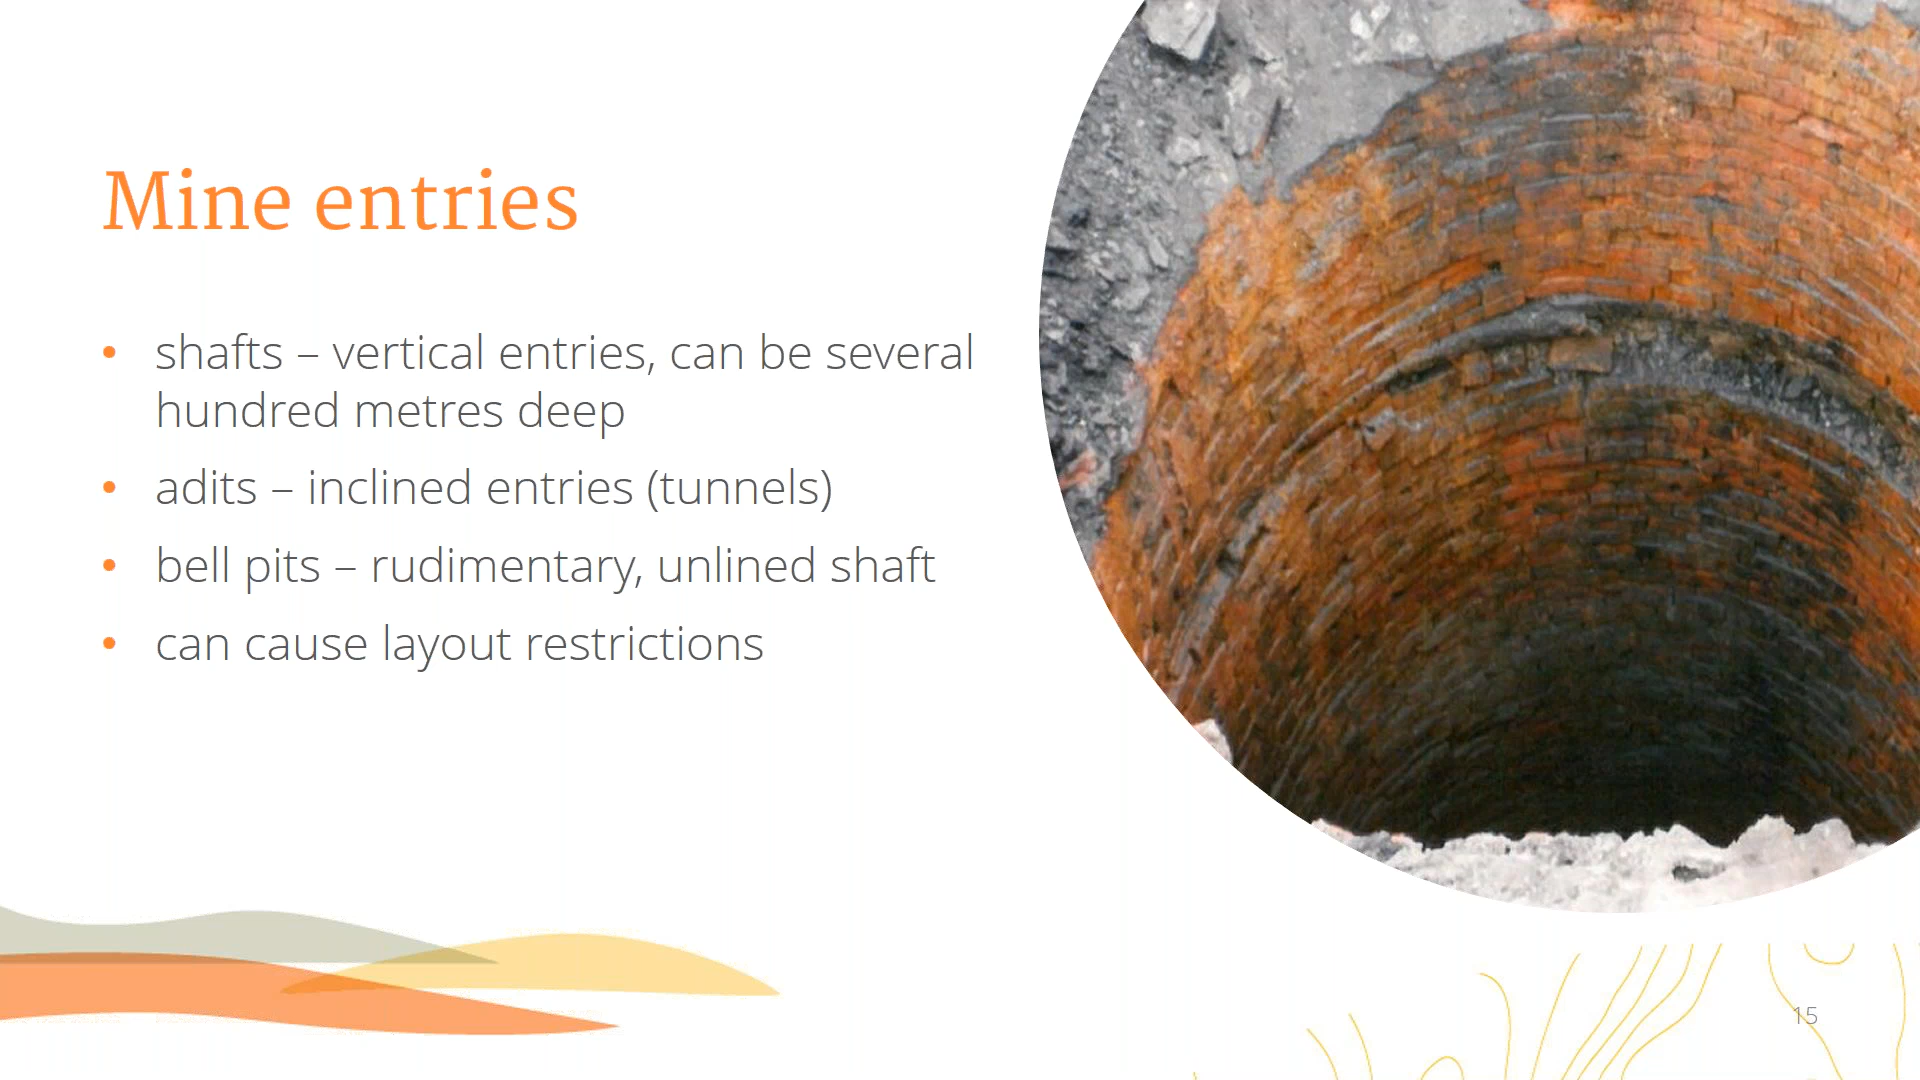 Mine entries
• shafts – vertical entries, can be several
hundred metres deep
• adits – inclined entries (tunnels)
• bell pits – rudimentary, unlined shaft
• can cause layout restrictions
15